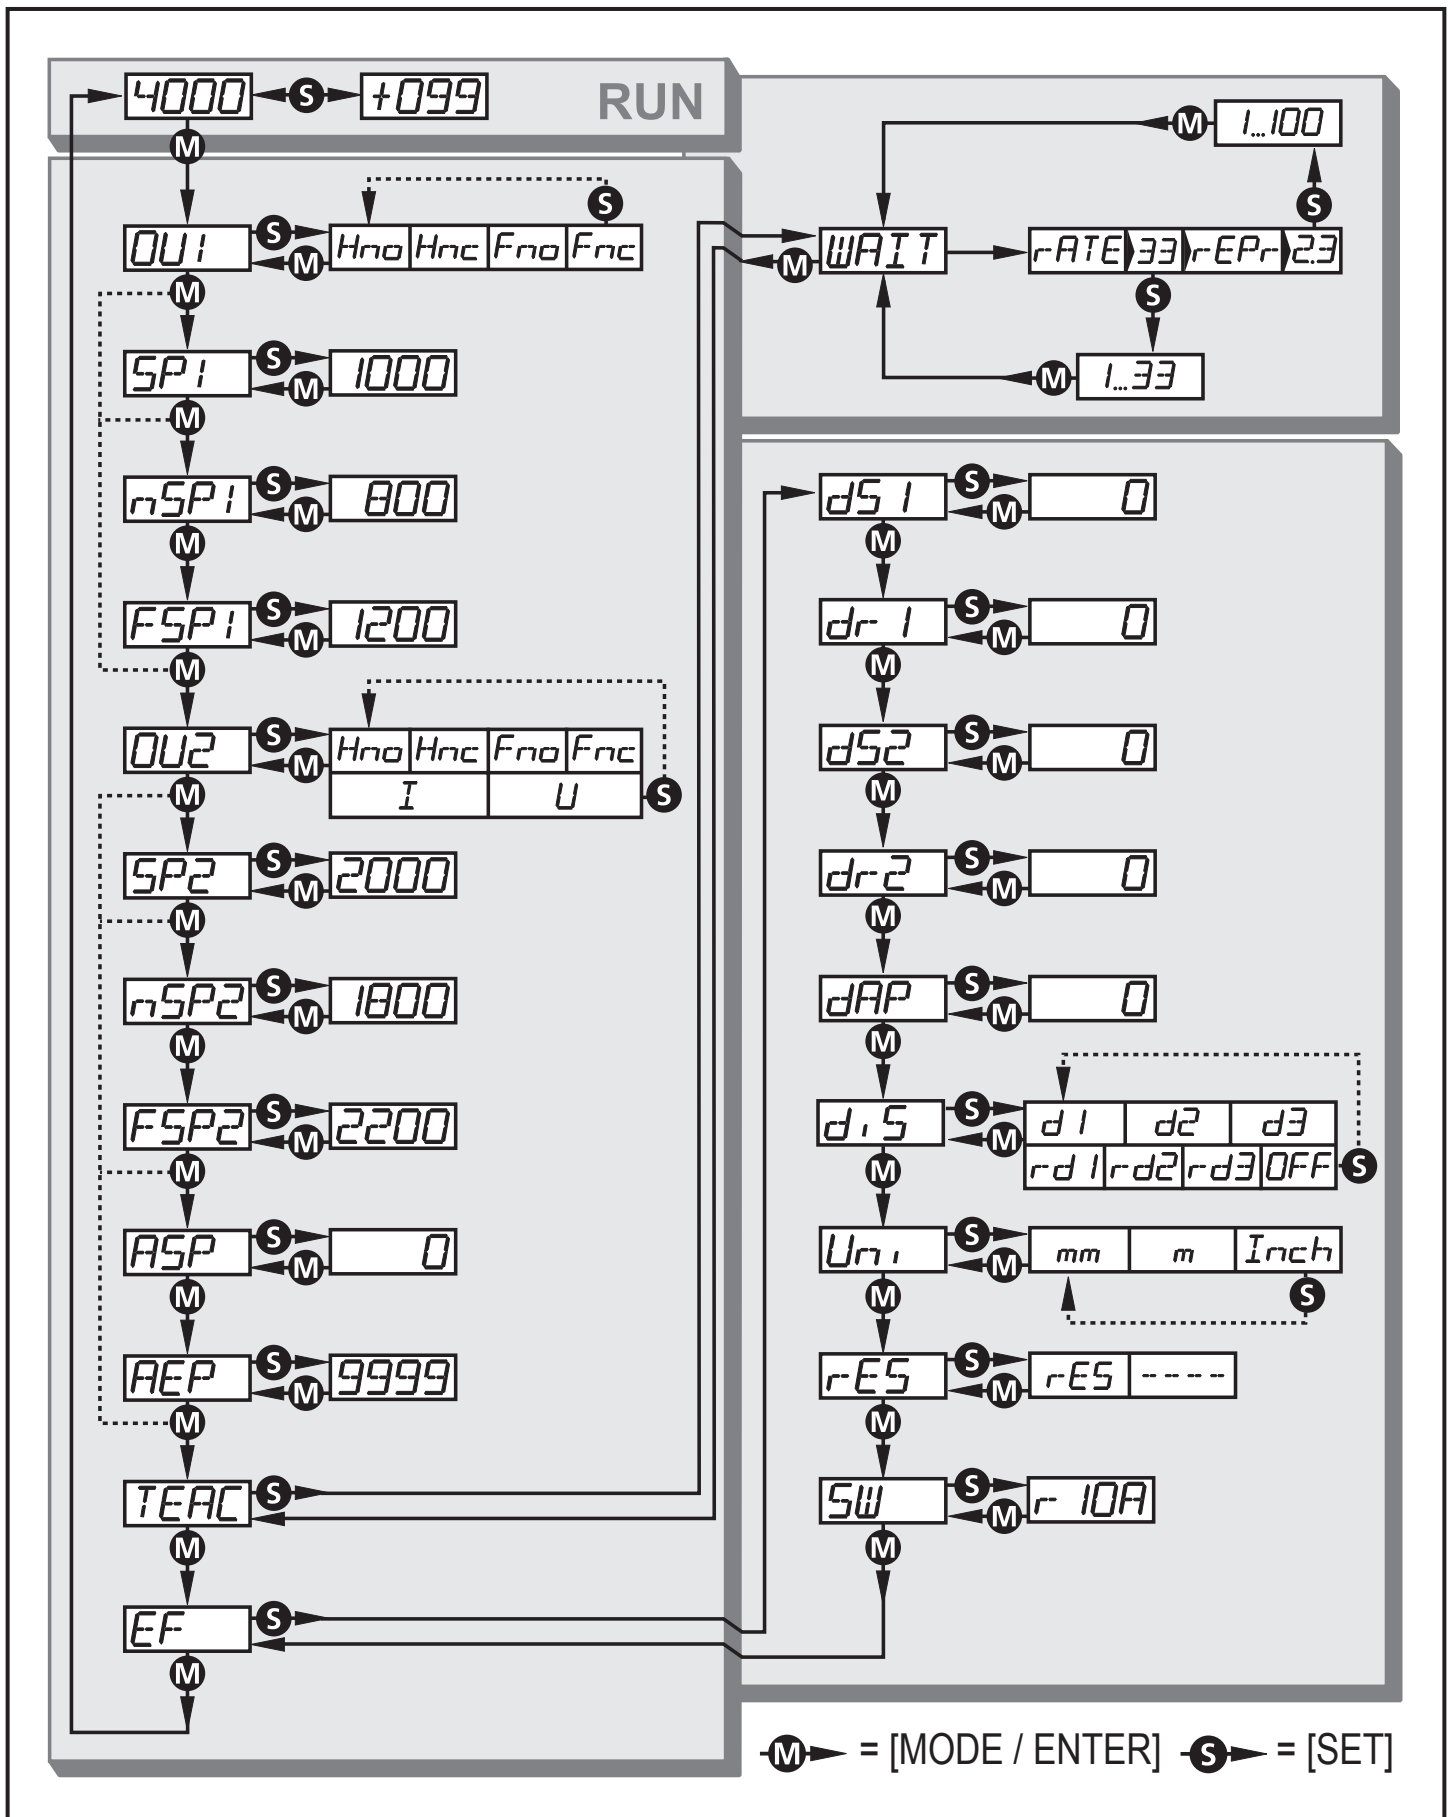 4000 S +099 RUN
M
OU1 S M Hno Hnc Fno Fnc S
M
SP1 S M 1000
M
nSP1 S M 800
M
FSP1 S M 1200
M
OU2 S M Hno Hnc Fno Fnc
I U S
M
SP2 S M 2000
M
nSP2 S M 1800
M
FSP2 S M 2200
M
ASP S M 0
M
AEP S M 9999
M
TEAC S
M
EF S
M
M 1...100
S
M WAIT rATE 33 rEPr 2.3
S
M 1...33
dS1 S M 0
M
dr1 S M 0
M
dS2 S M 0
M
dr2 S M 0
M
dAP S M 0
M
diS S M d1 d2 d3
rd1 rd2 rd3 OFF S
M
Uni S M mm m Inch
S
M
rES S M rES ----
M
SW S M r 10A
M
M = [MODE / ENTER] S = [SET]